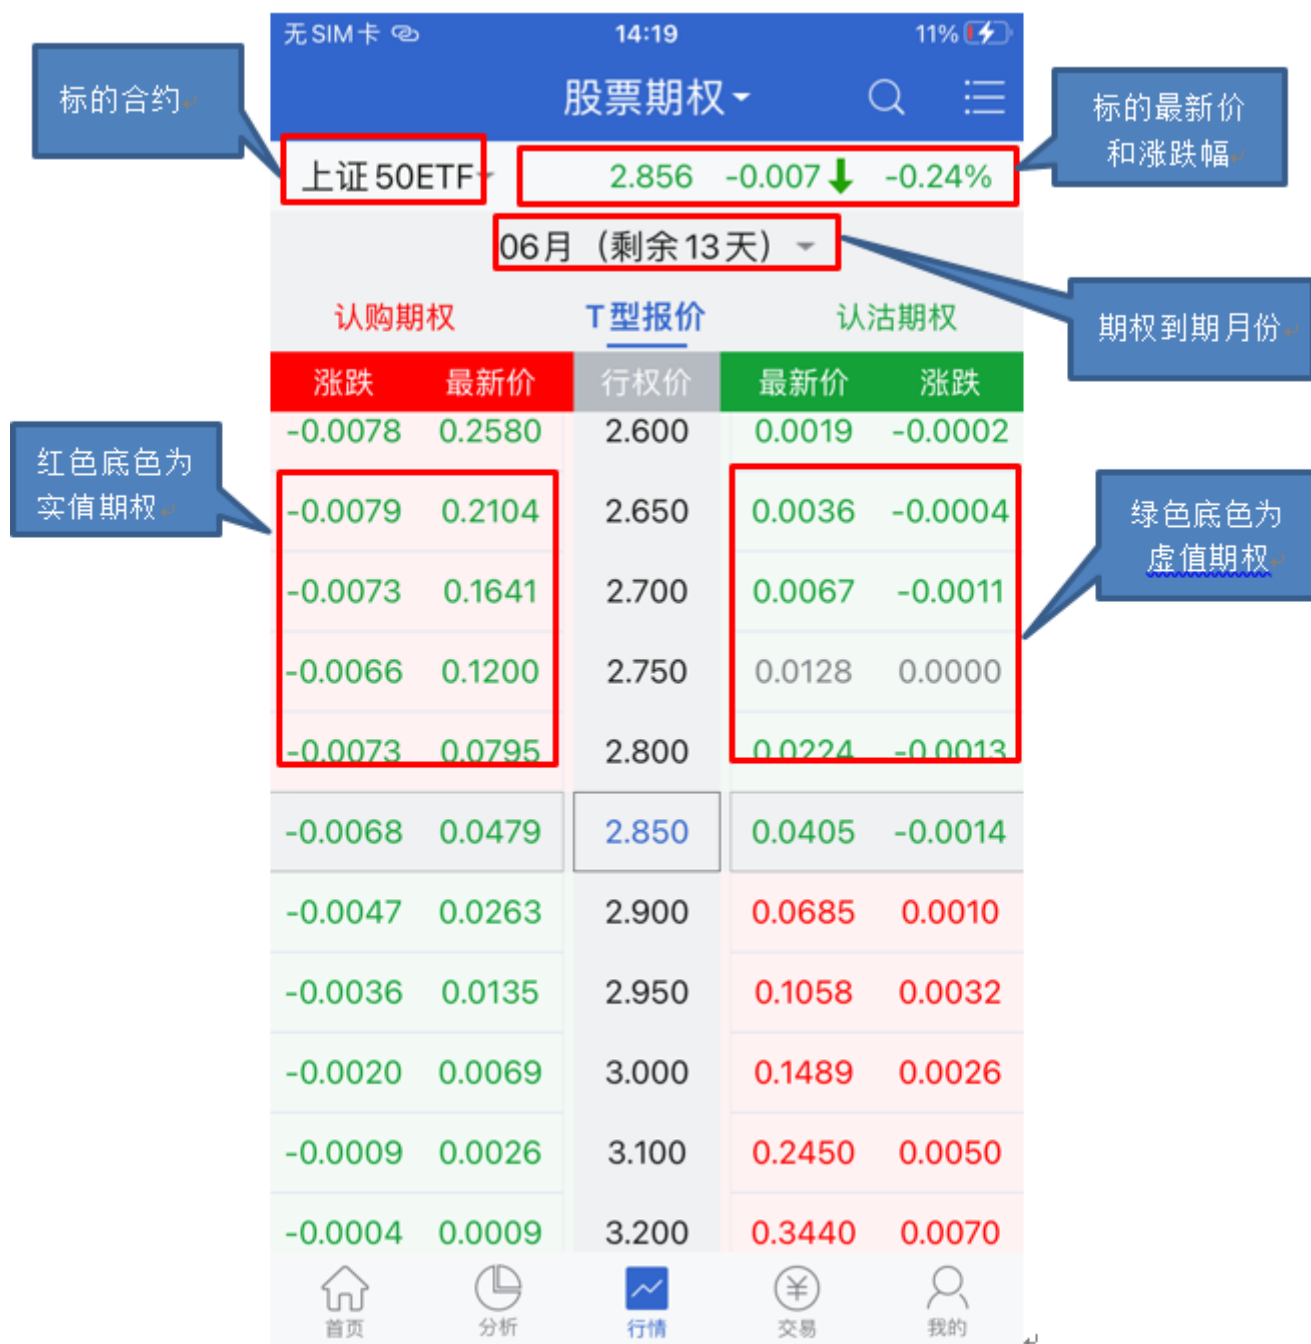 无SIM卡 14:19 11%
股票期权
标的合约
标的最新价
和涨跌幅
上证50ETF 2.856 -0.007 -0.24%
06月（剩余13天）
期权到期月份
认购期权 T型报价 认沽期权
涨跌 最新价 行权价 最新价 涨跌
-0.0078 0.2580 2.600 0.0019 -0.0002
红色底色为
实值期权
-0.0079 0.2104 2.650 0.0036 -0.0004
绿色底色为
虚值期权
-0.0073 0.1641 2.700 0.0067 -0.0011
-0.0066 0.1200 2.750 0.0128 0.0000
-0.0073 0.0795 2.800 0.0224 -0.0013
-0.0068 0.0479 2.850 0.0405 -0.0014
-0.0047 0.0263 2.900 0.0685 0.0010
-0.0036 0.0135 2.950 0.1058 0.0032
-0.0020 0.0069 3.000 0.1489 0.0026
-0.0009 0.0026 3.100 0.2450 0.0050
-0.0004 0.0009 3.200 0.3440 0.0070
首页 分析 行情 交易 我的